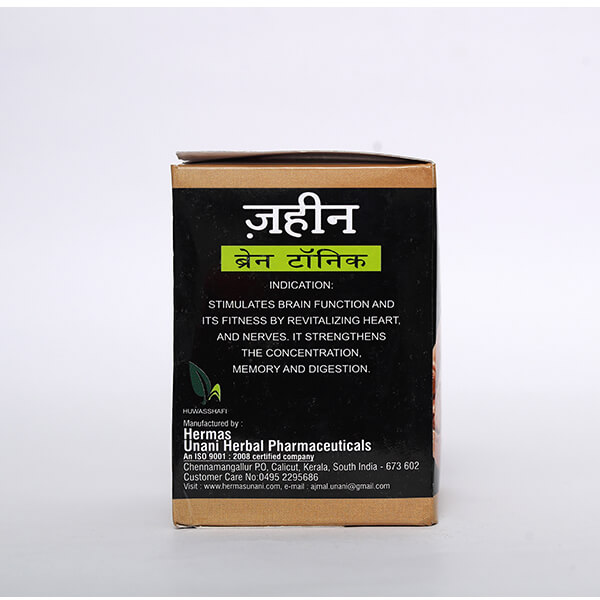 ज़हीन
ब्रेन टॉनिक
INDICATION:
STIMULATES BRAIN FUNCTION AND
ITS FITNESS BY REVITALIZING HEART,
AND NERVES. IT STRENGTHENS
THE CONCENTRATION,
MEMORY AND DIGESTION.
HUWASSHAFI
Manufactured by :
Hermas
Unani Herbal Pharmaceuticals
An ISO 9001 : 2008 certified company
Chennamangallur P.O, Calicut, Kerala, South India - 673 602
Customer Care No:0495 2295686
Visit : www.hermasunani.com, e-mail : ajmal.unani@gmail.com